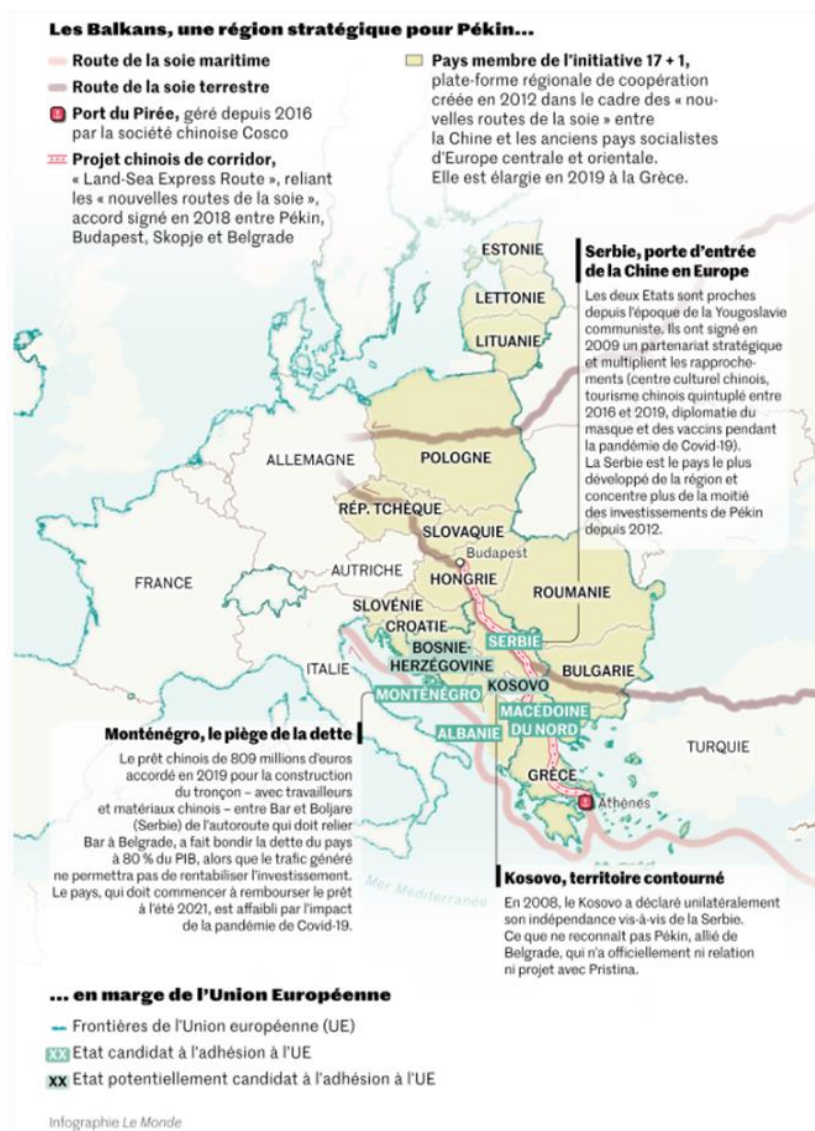 Les Balkans, une région stratégique pour Pékin...
Route de la soie maritime
Route de la soie terrestre
Port du Pirée, géré depuis 2016
par la société chinoise Cosco
Projet chinois de corridor,
« Land-Sea Express Route », reliant
les « nouvelles routes de la soie »,
accord signé en 2018 entre Pékin,
Budapest, Skopje et Belgrade
Pays membre de l'initiative 17 + 1,
plate-forme régionale de coopération
créée en 2012 dans le cadre des « nou-
velles routes de la soie » entre
la Chine et les anciens pays socialistes
d'Europe centrale et orientale.
Elle est élargie en 2019 à la Grèce.
ESTONIE
LETTONIE
LITUANIE
Serbie, porte d'entrée
de la Chine en Europe
Les deux Etats sont proches
depuis l'époque de la Yougoslavie
communiste. Ils ont signé en
2009 un partenariat stratégique
et multiplient les rapproche-
ments (centre culturel chinois,
tourisme chinois quintuplé entre
2016 et 2019, diplomatie du
masque et des vaccins pendant
la pandémie de Covid-19).
La Serbie est le pays le plus
développé de la région et
concentre plus de la moitié
des investissements de Pékin
depuis 2012.
ALLEMAGNE
POLOGNE
RÉP. TCHÈQUE
SLOVAQUIE
Budapest
AUTRICHE
HONGRIE
FRANCE
ROUMANIE
SLOVÉNIE
CROATIE
SERBIE
BOSNIE-
HERZÉGOVINE
ITALIE
BULGARIE
KOSOVO
MONTÉNÉGRO
MACÉDOINE
DU NORD
ALBANIE
TURQUIE
GRÈCE
Athènes
Mer Méditerranée
Monténégro, le piège de la dette
Le prêt chinois de 809 millions d'euros
accordé en 2019 pour la construction
du tronçon – avec travailleurs
et matériaux chinois – entre Bar et Boljare
(Serbie) de l'autoroute qui doit relier
Bar à Belgrade, a fait bondir la dette du pays
à 80 % du PIB, alors que le trafic généré
ne permettra pas de rentabiliser l'investissement.
Le pays, qui doit commencer à rembourser le prêt
à l'été 2021, est affaibli par l'impact
de la pandémie de Covid-19.
Kosovo, territoire contourné
En 2008, le Kosovo a déclaré unilatéralement
son indépendance vis-à-vis de la Serbie.
Ce que ne reconnaît pas Pékin, allié de
Belgrade, qui n'a officiellement ni relation
ni projet avec Pristina.
... en marge de l'Union Européenne
Frontières de l'Union européenne (UE)
XX Etat candidat à l'adhésion à l'UE
XX Etat potentiellement candidat à l'adhésion à l'UE
Infographie Le Monde